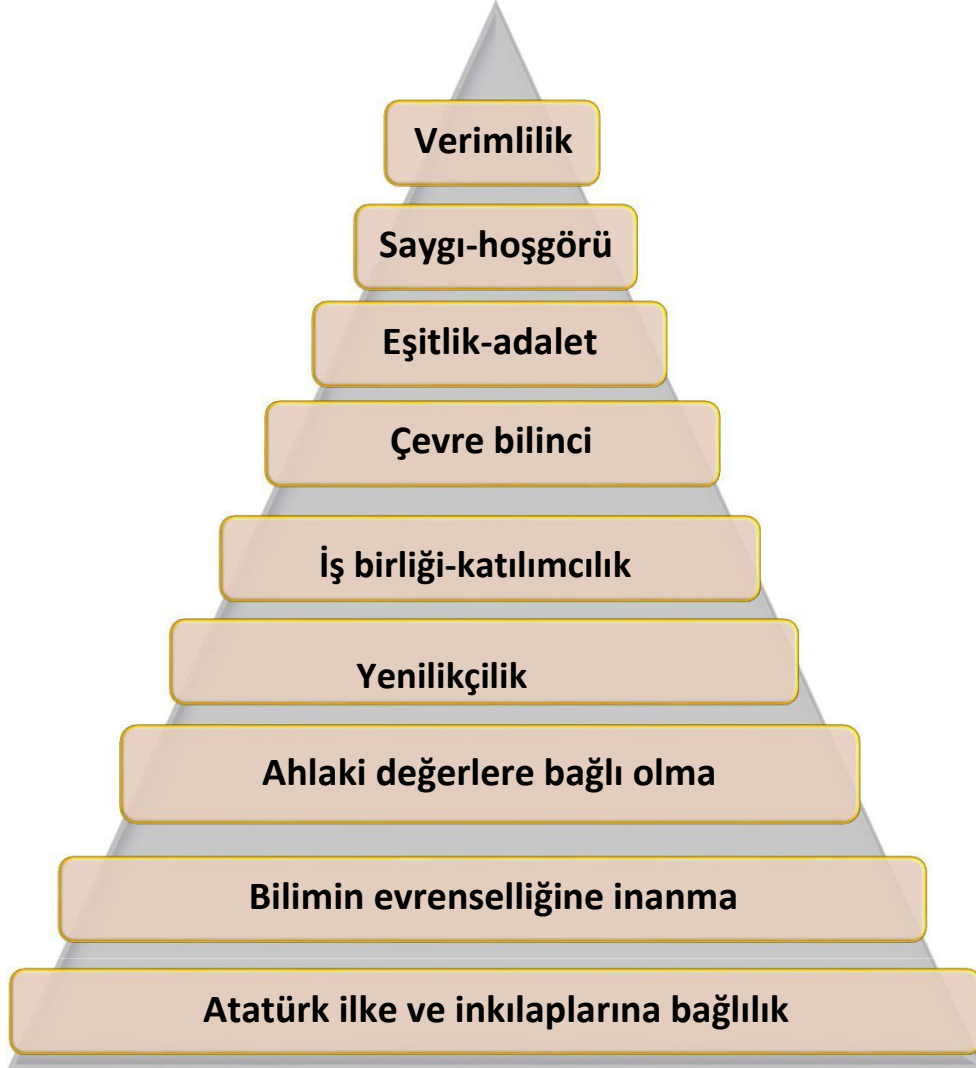 Verimlilik
Saygı-hoşgörü
Eşitlik-adalet
Çevre bilinci
İş birliği-katılımcılık
Yenilikçilik
Ahlaki değerlere bağlı olma
Bilimin evrenselliğine inanma
Atatürk ilke ve inkılaplarına bağlılık